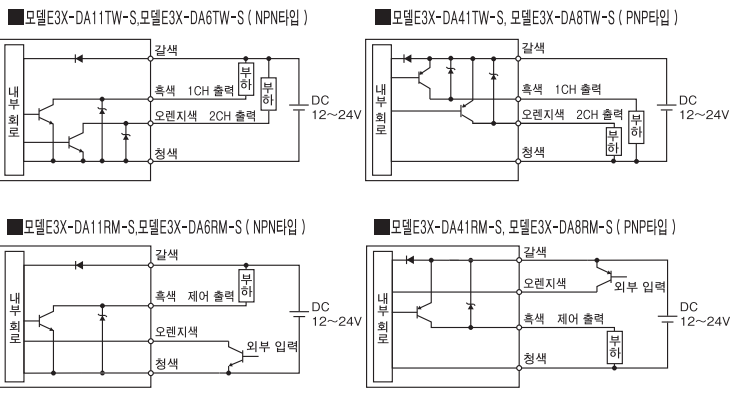 ■모델E3X-DA11TW-S,모델E3X-DA6TW-S ( NPN타입 )
내부회로
갈색
부하
부하
흑색 1CH 출력
오렌지색 2CH 출력
청색
DC
12~24V
■모델E3X-DA41TW-S, 모델E3X-DA8TW-S ( PNP타입 )
내부회로
갈색
흑색 1CH 출력
오렌지색 2CH 출력
부하
부하
청색
DC
12~24V
■모델E3X-DA11RM-S,모델E3X-DA6RM-S ( NPN타입 )
내부회로
갈색
부하
흑색 제어 출력
오렌지색
외부 입력
청색
DC
12~24V
■모델E3X-DA41RM-S, 모델E3X-DA8RM-S ( PNP타입 )
내부회로
갈색
오렌지색
외부 입력
흑색 제어 출력
부하
청색
DC
12~24V